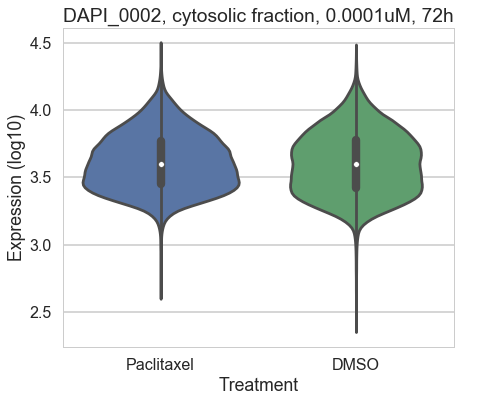 DAPI_0002, cytosolic fraction, 0.0001uM, 72h
Expression (log10)
4.5
4.0
3.5
3.0
2.5
Paclitaxel DMSO
Treatment